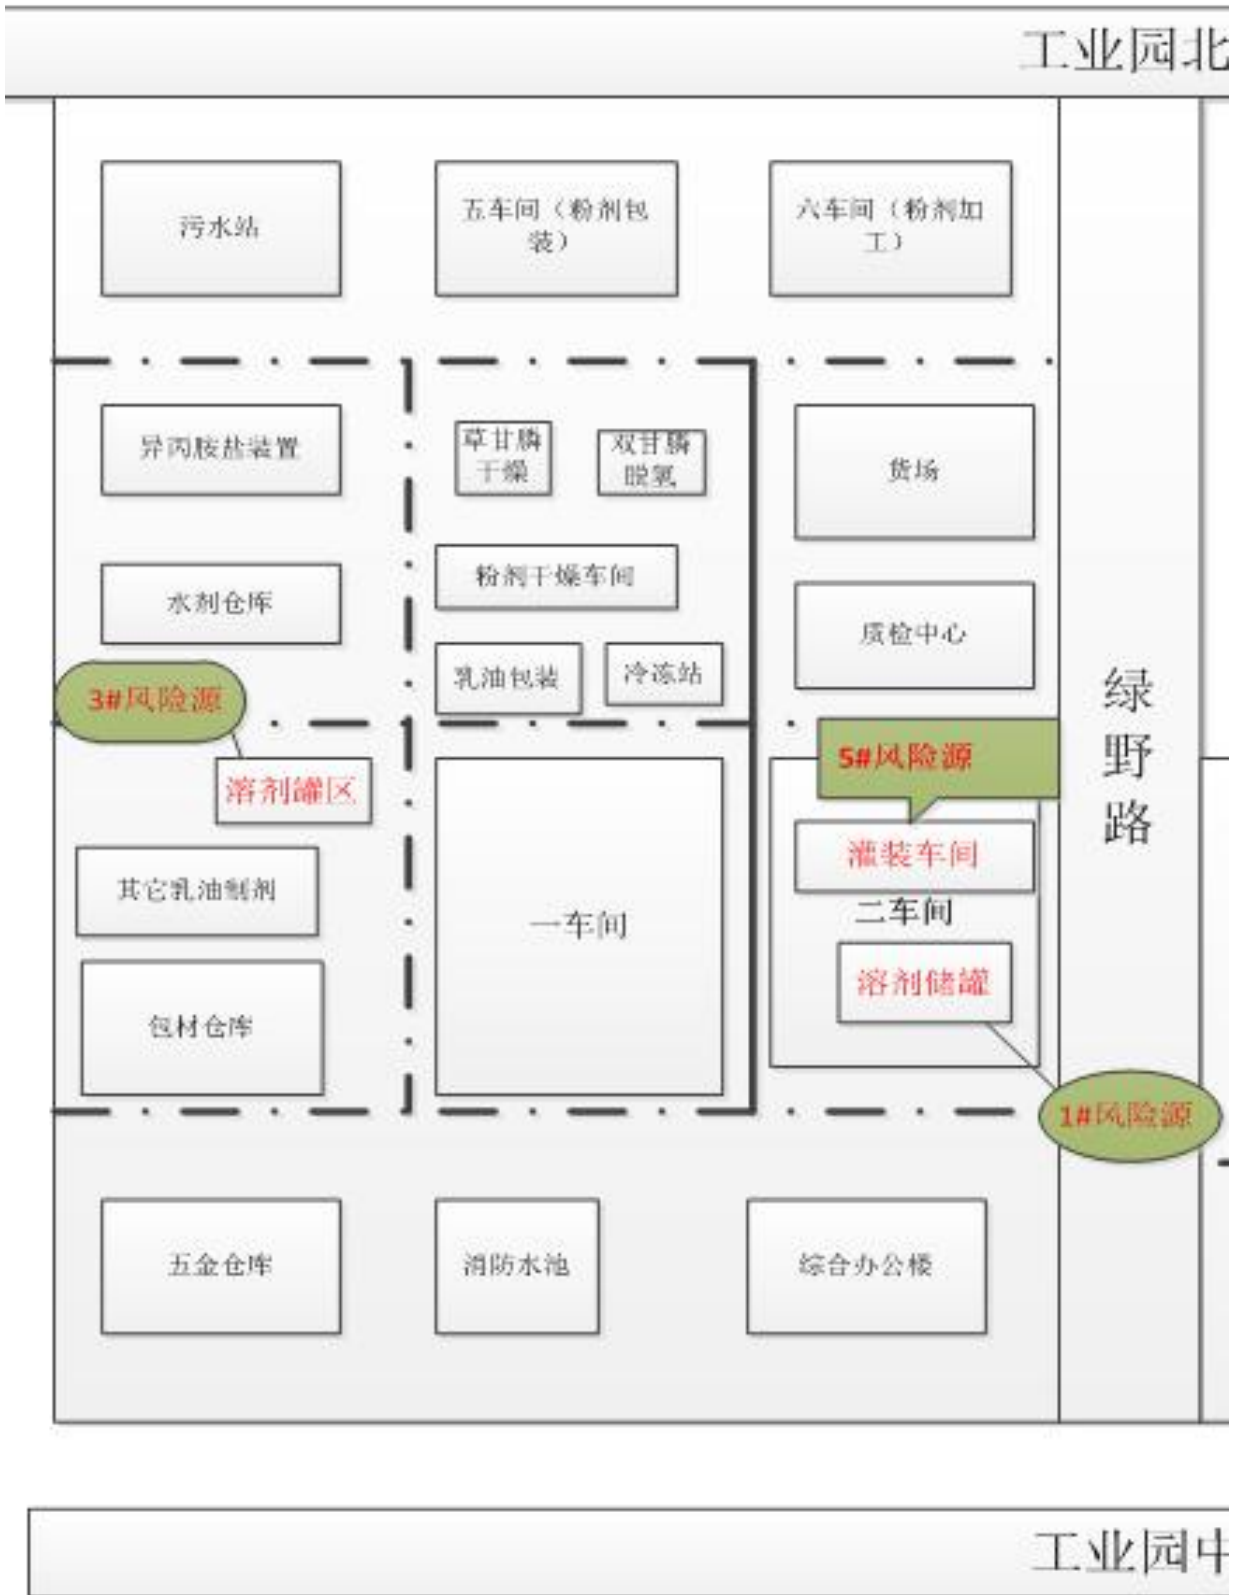 工业园北
污水站
五车间（粉剂包
装）
六车间（粉剂加
工）
异丙胺盐装置
草甘膦
干燥
双甘膦
脱氢
货场
水剂仓库
粉剂干燥车间
质检中心
乳油包装
冷冻站
3#风险源
绿
野
路
5#风险源
溶剂罐区
灌装车间
其它乳油制剂
一车间
二车间
溶剂储罐
包材仓库
1#风险源
五金仓库
消防水池
综合办公楼
工业园中